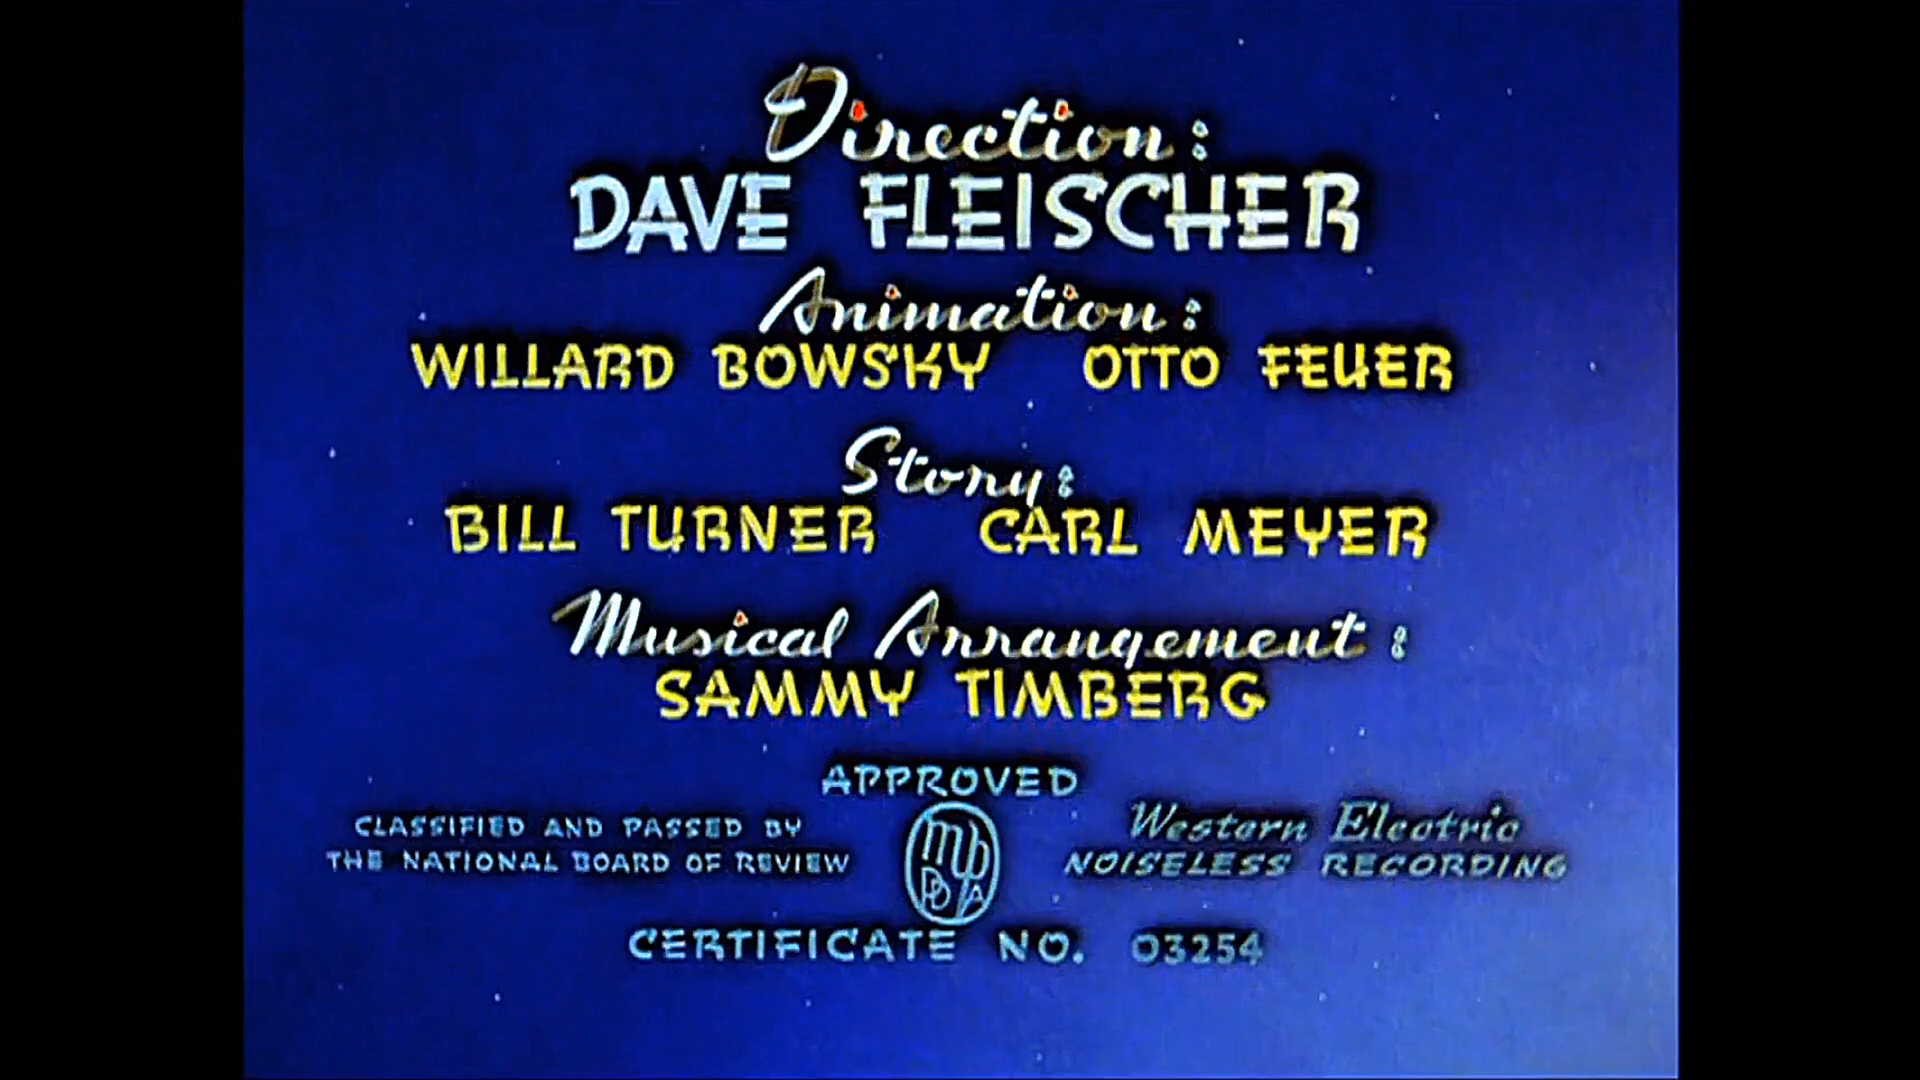 Direction:
DAVE FLEISCHER
Animation:
WILLARD BOWSKY OTTO FEUER
Story:
BILL TURNER CARL MEYER
Musical Arrangement:
SAMMY TIMBERG
APPROVED
CLASSIFIED AND PASSED BY
THE NATIONAL BOARD OF REVIEW
MPPDA
Western Electric
NOISELESS RECORDING
CERTIFICATE NO. 03254